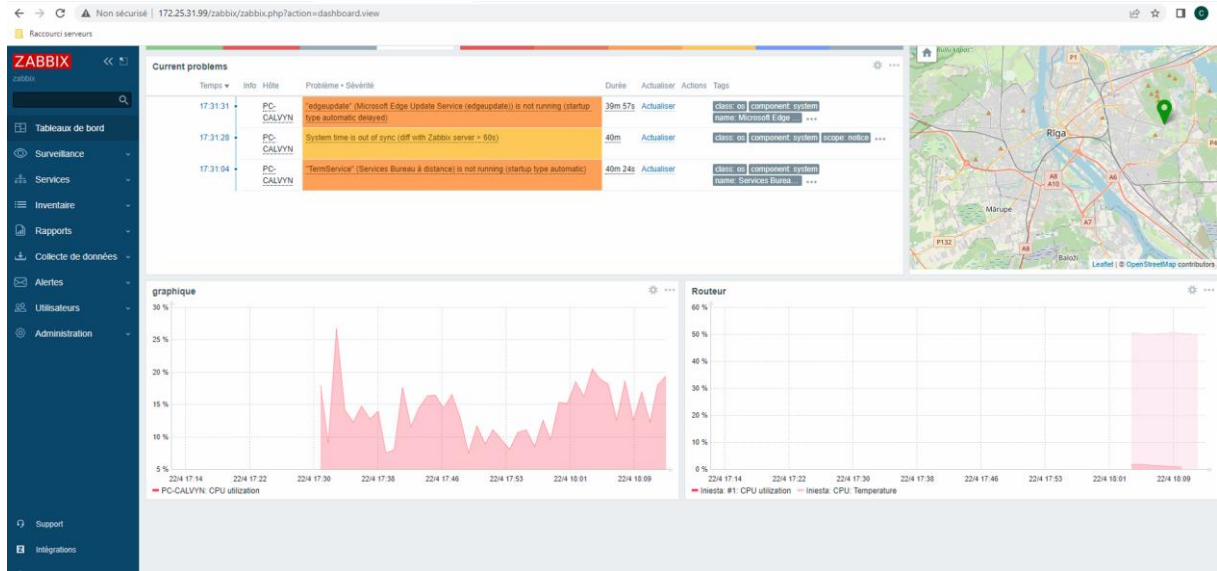 Non sécurisé | 172.25.31.99/zabbix/zabbix.php?action=dashboard.view
Raccourci serveurs
ZABBIX
zabbix
Tableaux de bord
Surveillance
Services
Inventaire
Rapports
Collecte de données
Alertes
Utilisateurs
Administration
Support
Intégrations
Current problems
Temps ▼ Info Hôte Problème • Sévérité Durée Actualiser Actions Tags
17:31:31 PC- "edgeupdate" (Microsoft Edge Update Service (edgeupdate)) is not running (startup 39m 57s Actualiser class: os component: system
CALVYN type automatic delayed) name: Microsoft Edge ... •••
17:31:28 PC- System time is out of sync (diff with Zabbix server > 60s) 40m Actualiser class: os component: system scope: notice •••
CALVYN
17:31:04 PC- "TermService" (Services Bureau à distance) is not running (startup type automatic) 40m 24s Actualiser class: os component: system
CALVYN name: Services Burea... •••
P1
Rīga
P4
A8
A10
A6
Mārupe
A7
P132
A8
Baloži
Leaflet | © OpenStreetMap contributors
graphique
30 %
25 %
20 %
15 %
10 %
5 %
22/4 17:14 22/4 17:22 22/4 17:30 22/4 17:38 22/4 17:46 22/4 17:53 22/4 18:01 22/4 18:09
PC-CALVYN: CPU utilization
Routeur
60 %
50 %
40 %
30 %
20 %
10 %
0 %
22/4 17:14 22/4 17:22 22/4 17:30 22/4 17:38 22/4 17:46 22/4 17:53 22/4 18:01 22/4 18:09
Iniesta: #1: CPU utilization Iniesta: CPU: Temperature